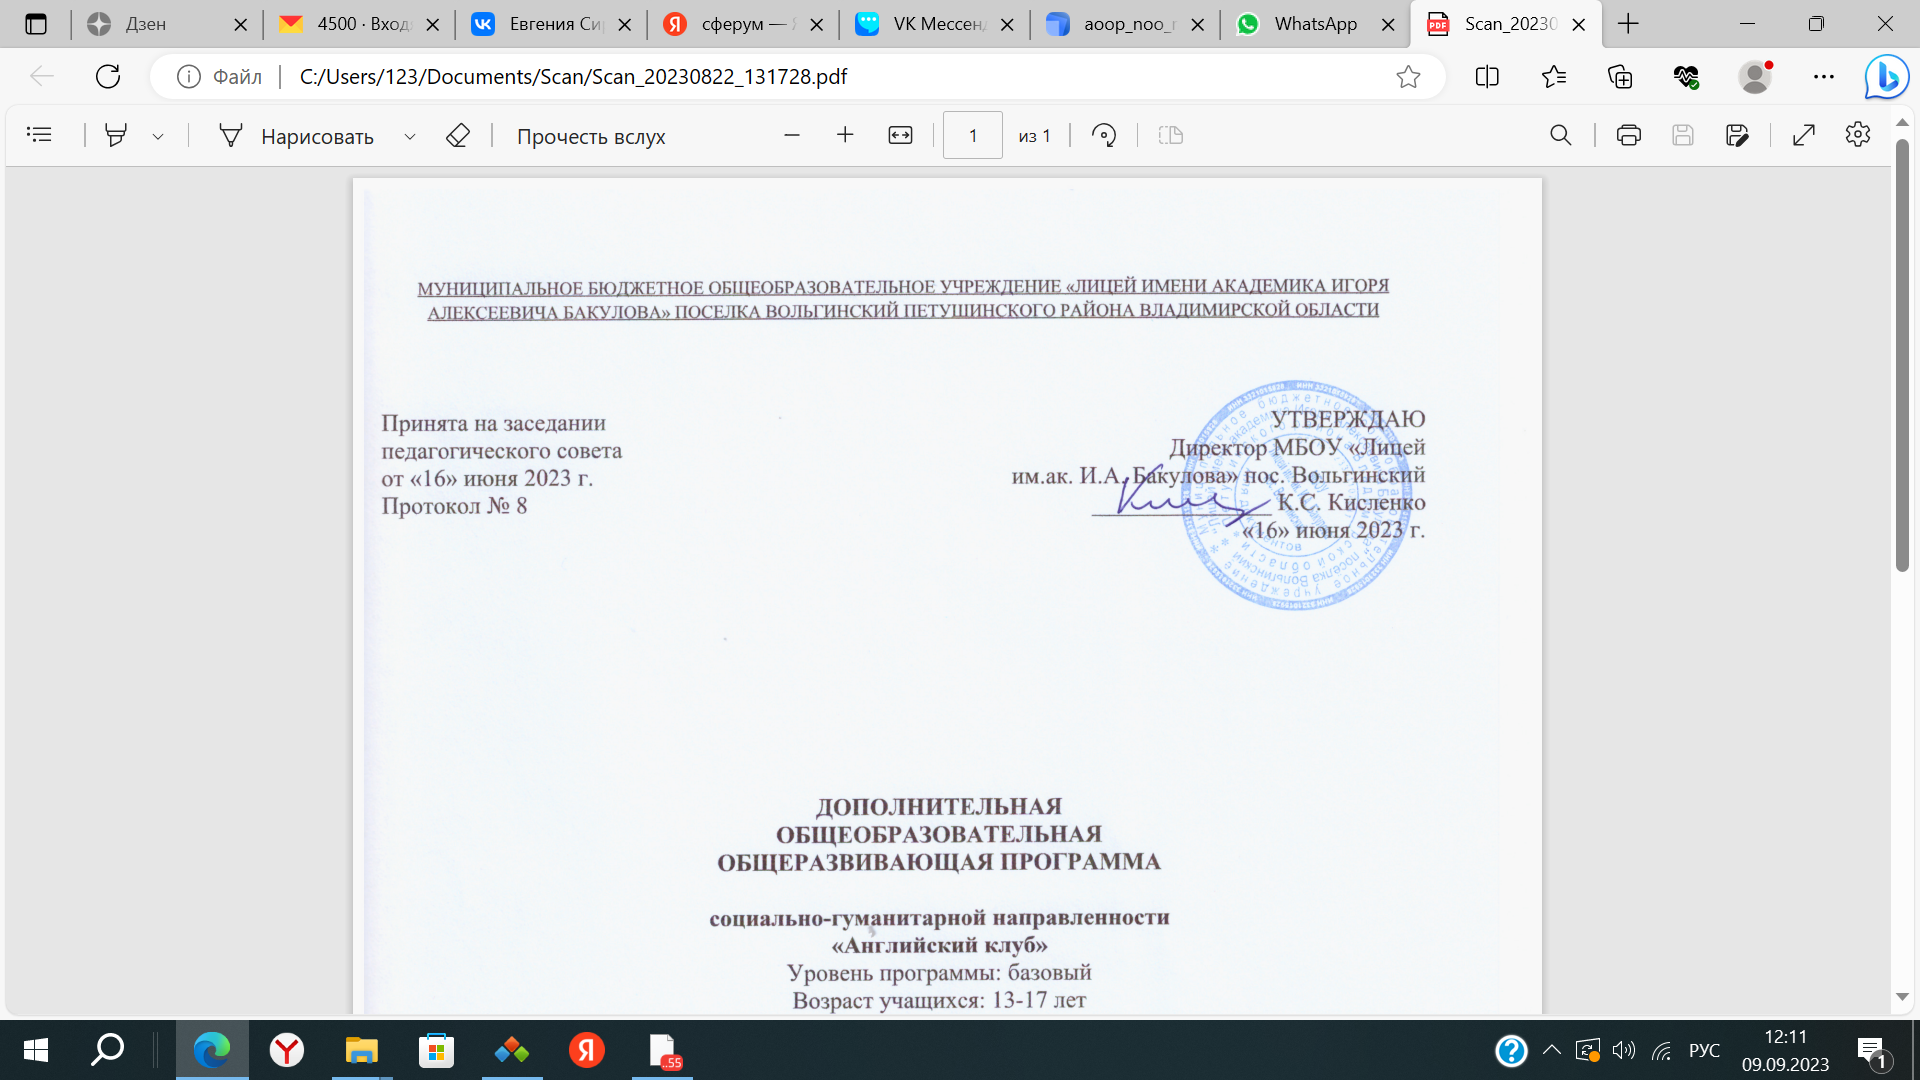 Дзен
4500 · Вход
Евгения Си
сферум — Я
VK Мессен
aoop_noo_
WhatsApp
Scan_20230
Файл
C:/Users/123/Documents/Scan/Scan_20230822_131728.pdf
Нарисовать
Прочесть вслух
1
из 1
МУНИЦИПАЛЬНОЕ БЮДЖЕТНОЕ ОБЩЕОБРАЗОВАТЕЛЬНОЕ УЧРЕЖДЕНИЕ «ЛИЦЕЙ ИМЕНИ АКАДЕМИКА ИГОРЯ
АЛЕКСЕЕВИЧА БАКУЛОВА» ПОСЕЛКА ВОЛЬГИНСКИЙ ПЕТУШИНСКОГО РАЙОНА ВЛАДИМИРСКОЙ ОБЛАСТИ
Принята на заседании
педагогического совета
от «16» июня 2023 г.
Протокол № 8
УТВЕРЖДАЮ
Директор МБОУ «Лицей
им.ак. И.А. Бакулова» пос. Вольгинский
К.С. Кисленко
«16» июня 2023 г.
ДОПОЛНИТЕЛЬНАЯ
ОБЩЕОБРАЗОВАТЕЛЬНАЯ
ОБЩЕРАЗВИВАЮЩАЯ ПРОГРАММА
социально-гуманитарной направленности
«Английский клуб»
Уровень программы: базовый
Возраст учащихся: 13-17 лет
..55
РУС
12:11
09.09.2023
1